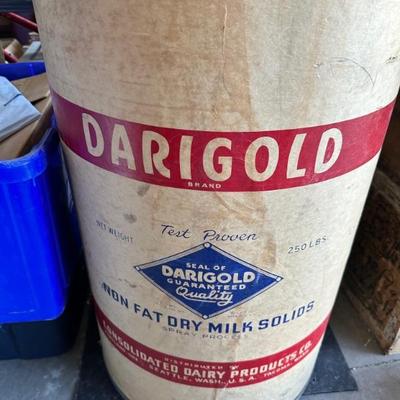 DARIGOLD
BRAND
Test Proven
NET WEIGHT 250 LBS.
SEAL OF
DARIGOLD
GUARANTEED
Quality
NON FAT DRY MILK SOLIDS
SPRAY PROCESS
DISTRIBUTED BY
CONSOLIDATED DAIRY PRODUCTS CO.
SEATTLE, WASH., U.S.A.